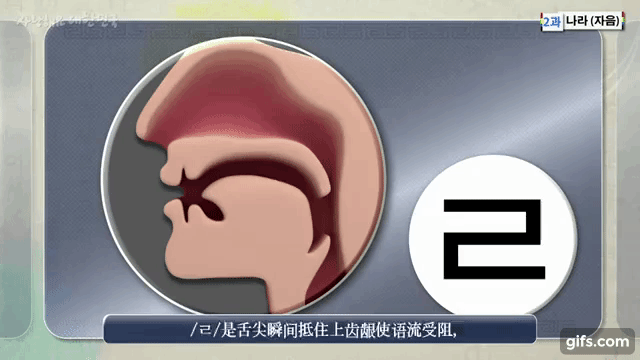 사랑해요 대한민국
2과 나라 (자음)
ㄹ
/ㄹ/是舌尖瞬间抵住上齿龈使语流受阻,
gifs.com